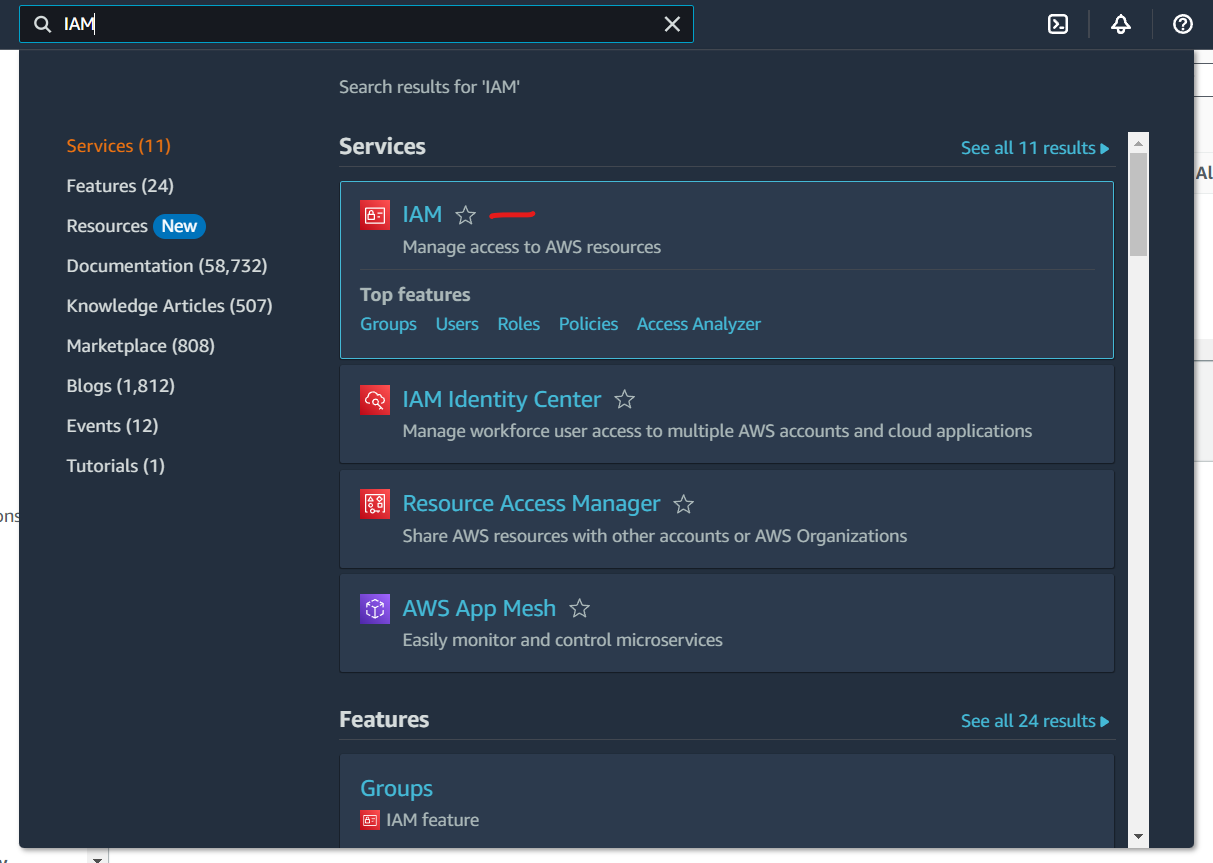 IAM
Search results for 'IAM'
Services (11)
Features (24)
Resources New
Documentation (58,732)
Knowledge Articles (507)
Marketplace (808)
Blogs (1,812)
Events (12)
Tutorials (1)
Services
See all 11 results
IAM
Manage access to AWS resources
Top features
Groups Users Roles Policies Access Analyzer
IAM Identity Center
Manage workforce user access to multiple AWS accounts and cloud applications
Resource Access Manager
Share AWS resources with other accounts or AWS Organizations
AWS App Mesh
Easily monitor and control microservices
Features
See all 24 results
Groups
IAM feature
Al
ons